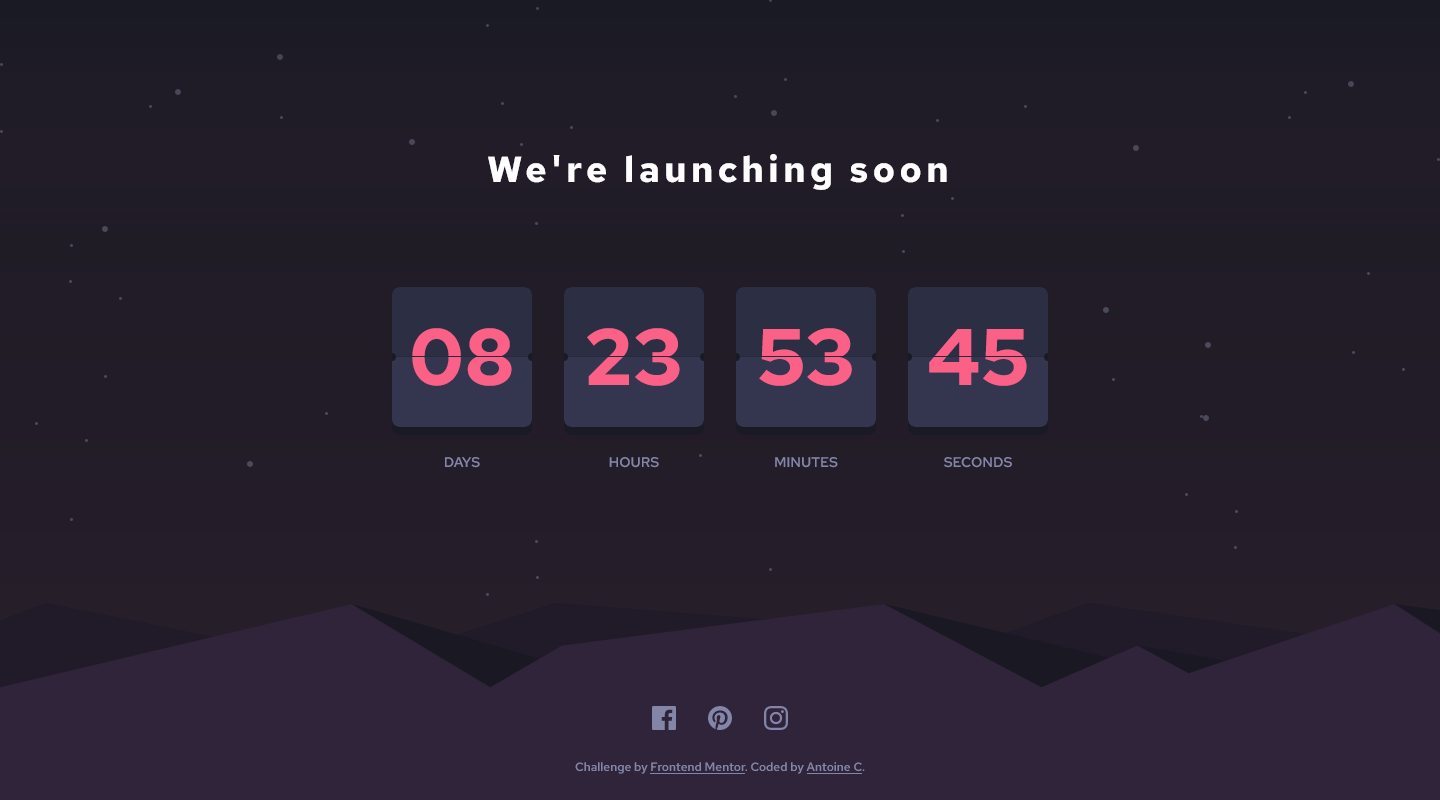 We're launching soon
08 23 53 45
DAYS HOURS MINUTES SECONDS
Challenge by Frontend Mentor. Coded by Antoine C.